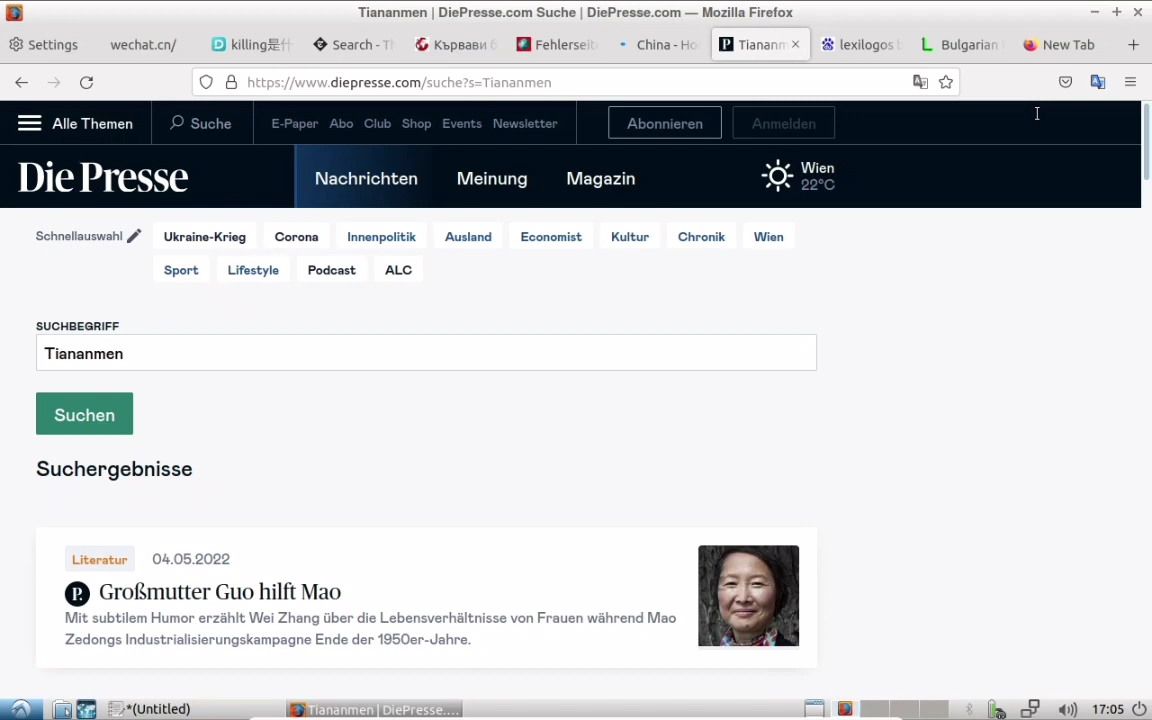 Tiananmen | DiePresse.com Suche | DiePresse.com — Mozilla Firefox
Settings
wechat.cn/
killing是什
Search - T
Кървави б
Fehlerseite
China - Ho
Tiananm
lexilogos b
Bulgarian
New Tab
https://www.diepresse.com/suche?s=Tiananmen
Alle Themen
Suche
E-Paper Abo Club Shop Events Newsletter
Abonnieren
Anmelden
Die Presse
Nachrichten
Meinung
Magazin
Wien
22°C
Schnellauswahl
Ukraine-Krieg Corona Innenpolitik Ausland Economist Kultur Chronik Wien
Sport Lifestyle Podcast ALC
SUCHBEGRIFF
Tiananmen
Suchen
Suchergebnisse
Literatur 04.05.2022
P. Großmutter Guo hilft Mao
Mit subtilem Humor erzählt Wei Zhang über die Lebensverhältnisse von Frauen während Mao
Zedongs Industrialisierungskampagne Ende der 1950er-Jahre.
*(Untitled)
Tiananmen | DiePresse....
17:05